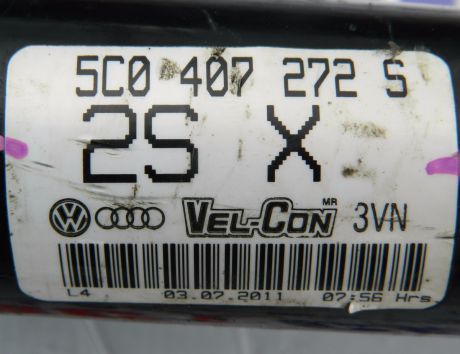 5C0 407 272 S
2S X
VEL-CON MR 3VN
L4 03.07.2011 07:56 Hrs